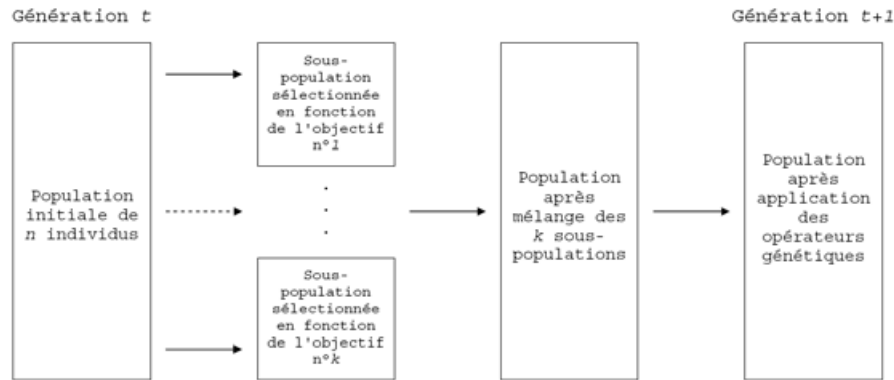 Génération t
Génération t+1
Population
initiale de
n individus
Sous-
population
sélectionnée
en fonction
de l'objectif
n°1
.
.
.
Sous-
population
sélectionnée
en fonction
de l'objectif
n°k
Population
après
mélange des
k sous-
populations
Population
après
application
des
opérateurs
génétiques